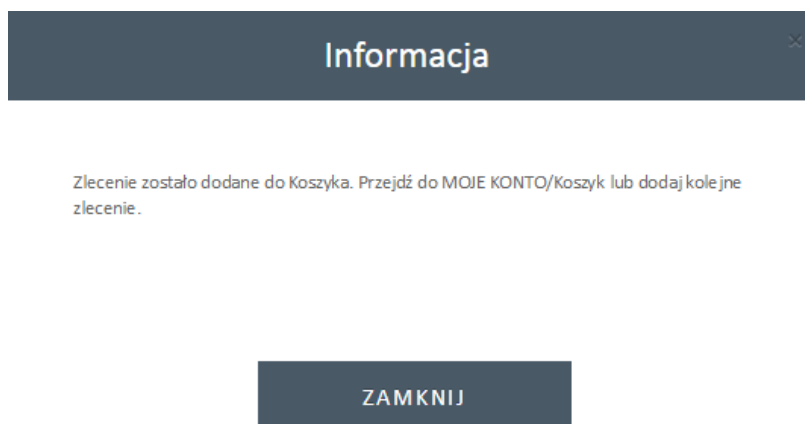 Informacja
×
Zlecenie zostało dodane do Koszyka. Przejdź do MOJE KONTO/Koszyk lub dodaj kolejne
zlecenie.
ZAMKNIJ